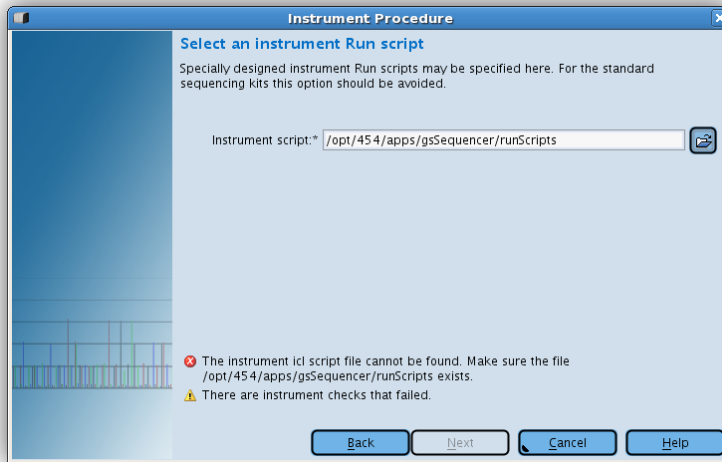 Instrument Procedure
Select an instrument Run script
Specially designed instrument Run scripts may be specified here. For the standard
sequencing kits this option should be avoided.
Instrument script:* /opt/454/apps/gsSequencer/runScripts
The instrument icl script file cannot be found. Make sure the file
/opt/454/apps/gsSequencer/runScripts exists.
There are instrument checks that failed.
Back Next Cancel Help